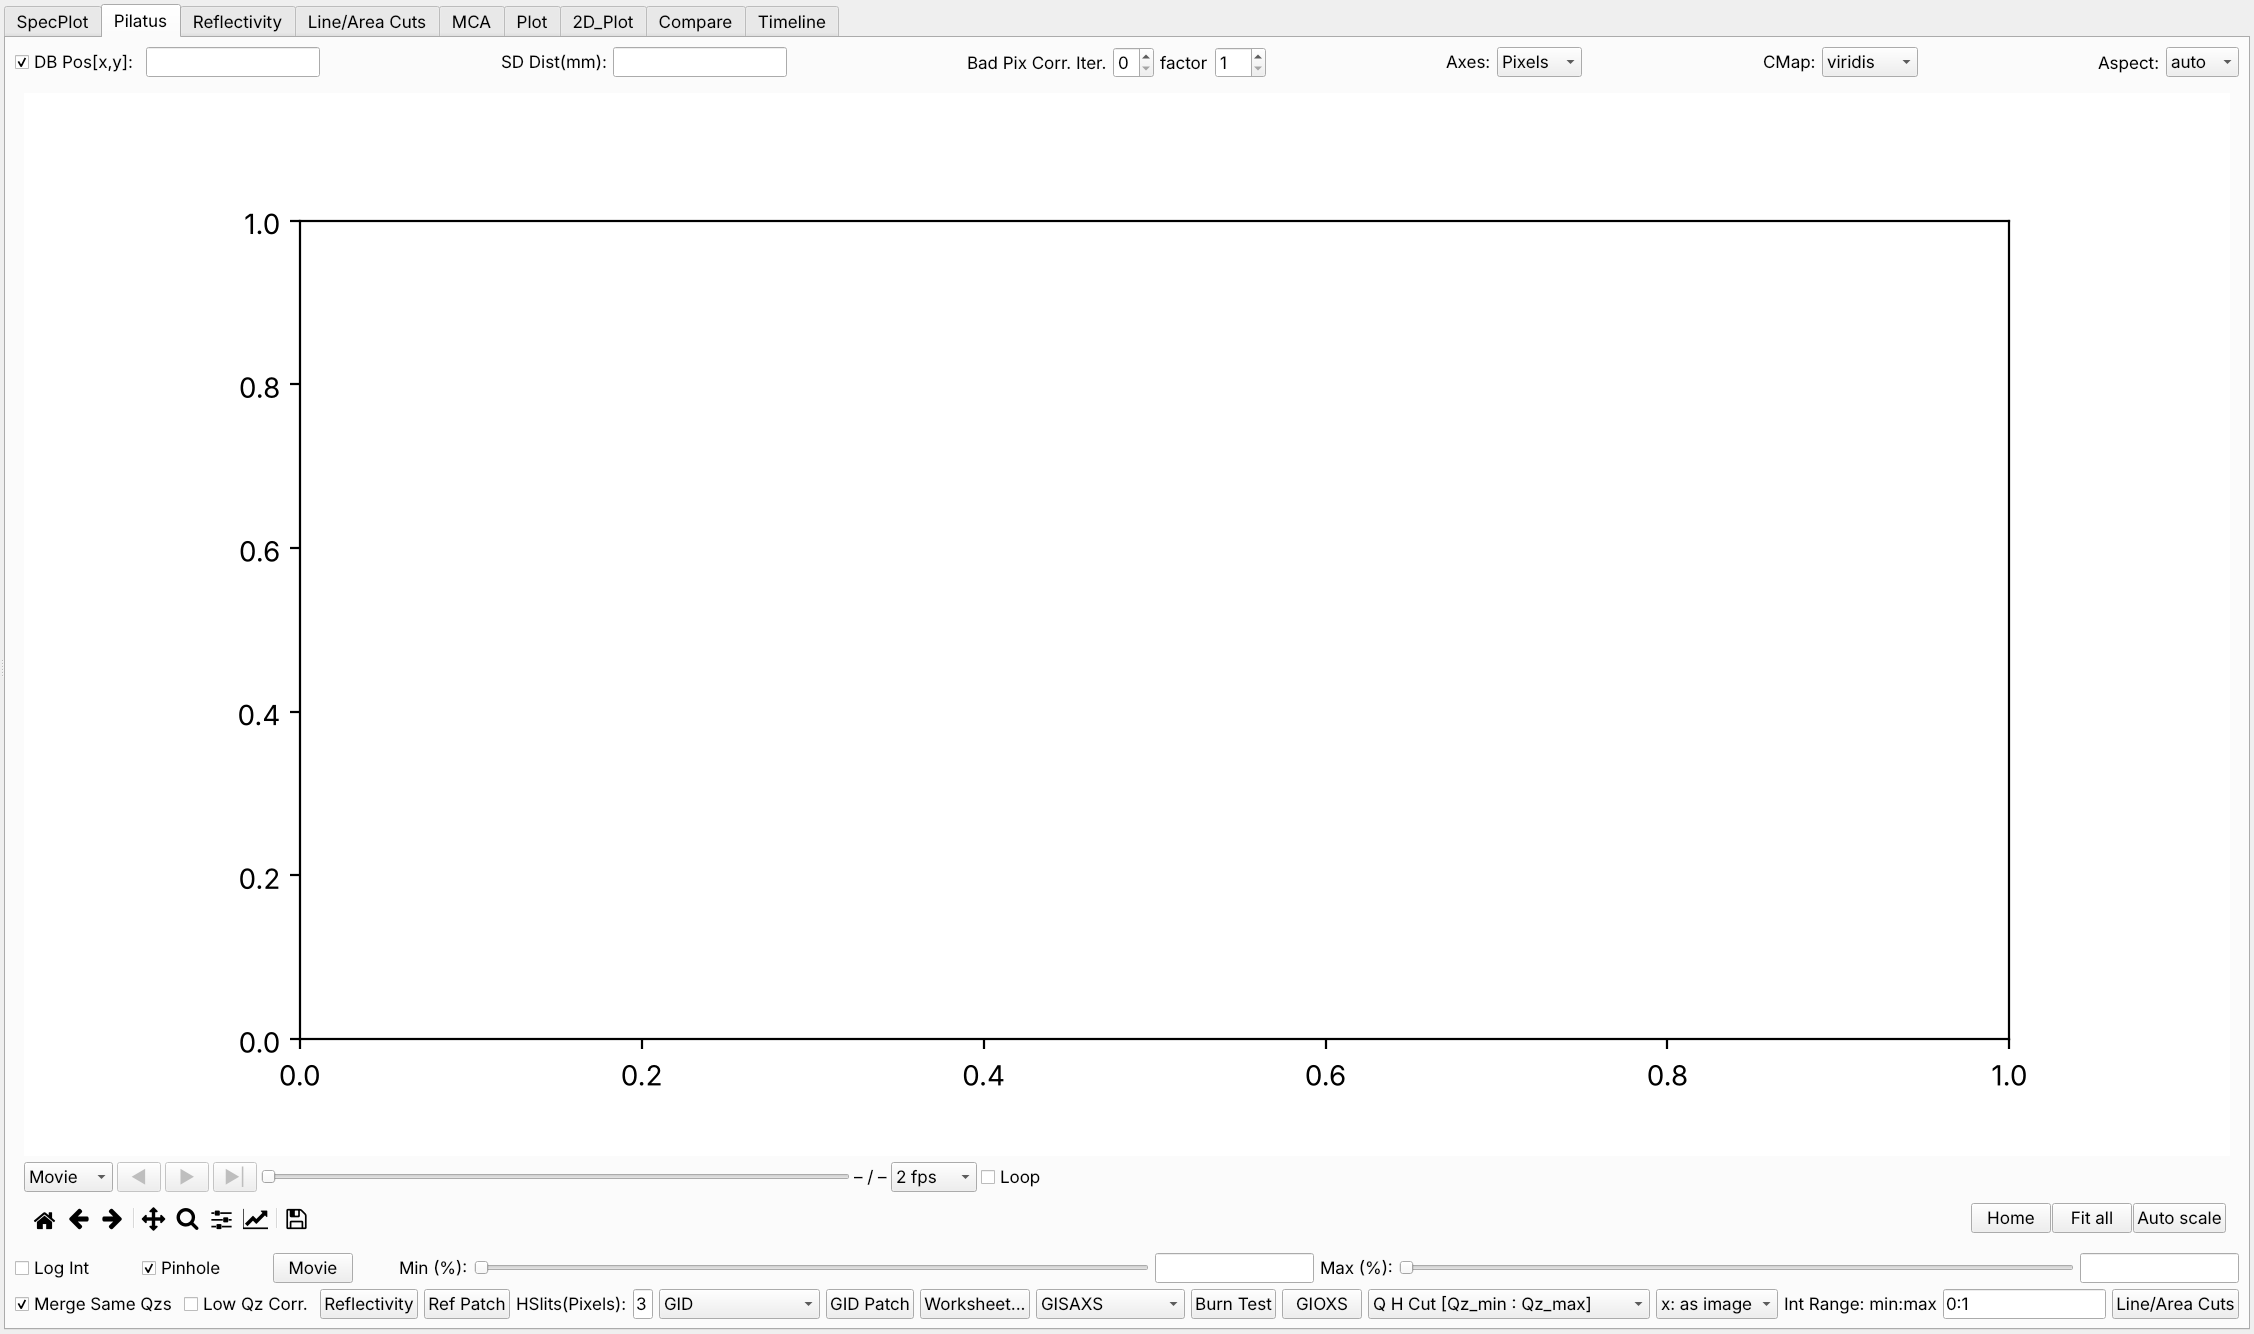 SpecPlot Pilatus Reflectivity Line/Area Cuts MCA Plot 2D_Plot Compare Timeline
DB Pos[x,y]: SD Dist(mm): Bad Pix Corr. Iter. 0 factor 1 Axes: Pixels CMap: viridis Aspect: auto
1.0
0.8
0.6
0.4
0.2
0.0
0.0 0.2 0.4 0.6 0.8 1.0
Movie – / – 2 fps Loop
Home Fit all Auto scale
Log Int Pinhole Movie Min (%): Max (%):
Merge Same Qzs Low Qz Corr. Reflectivity Ref Patch HSlits(Pixels): 3 GID GID Patch Worksheet... GISAXS Burn Test GIOXS Q H Cut [Qz_min : Qz_max] x: as image Int Range: min:max 0:1 Line/Area Cuts